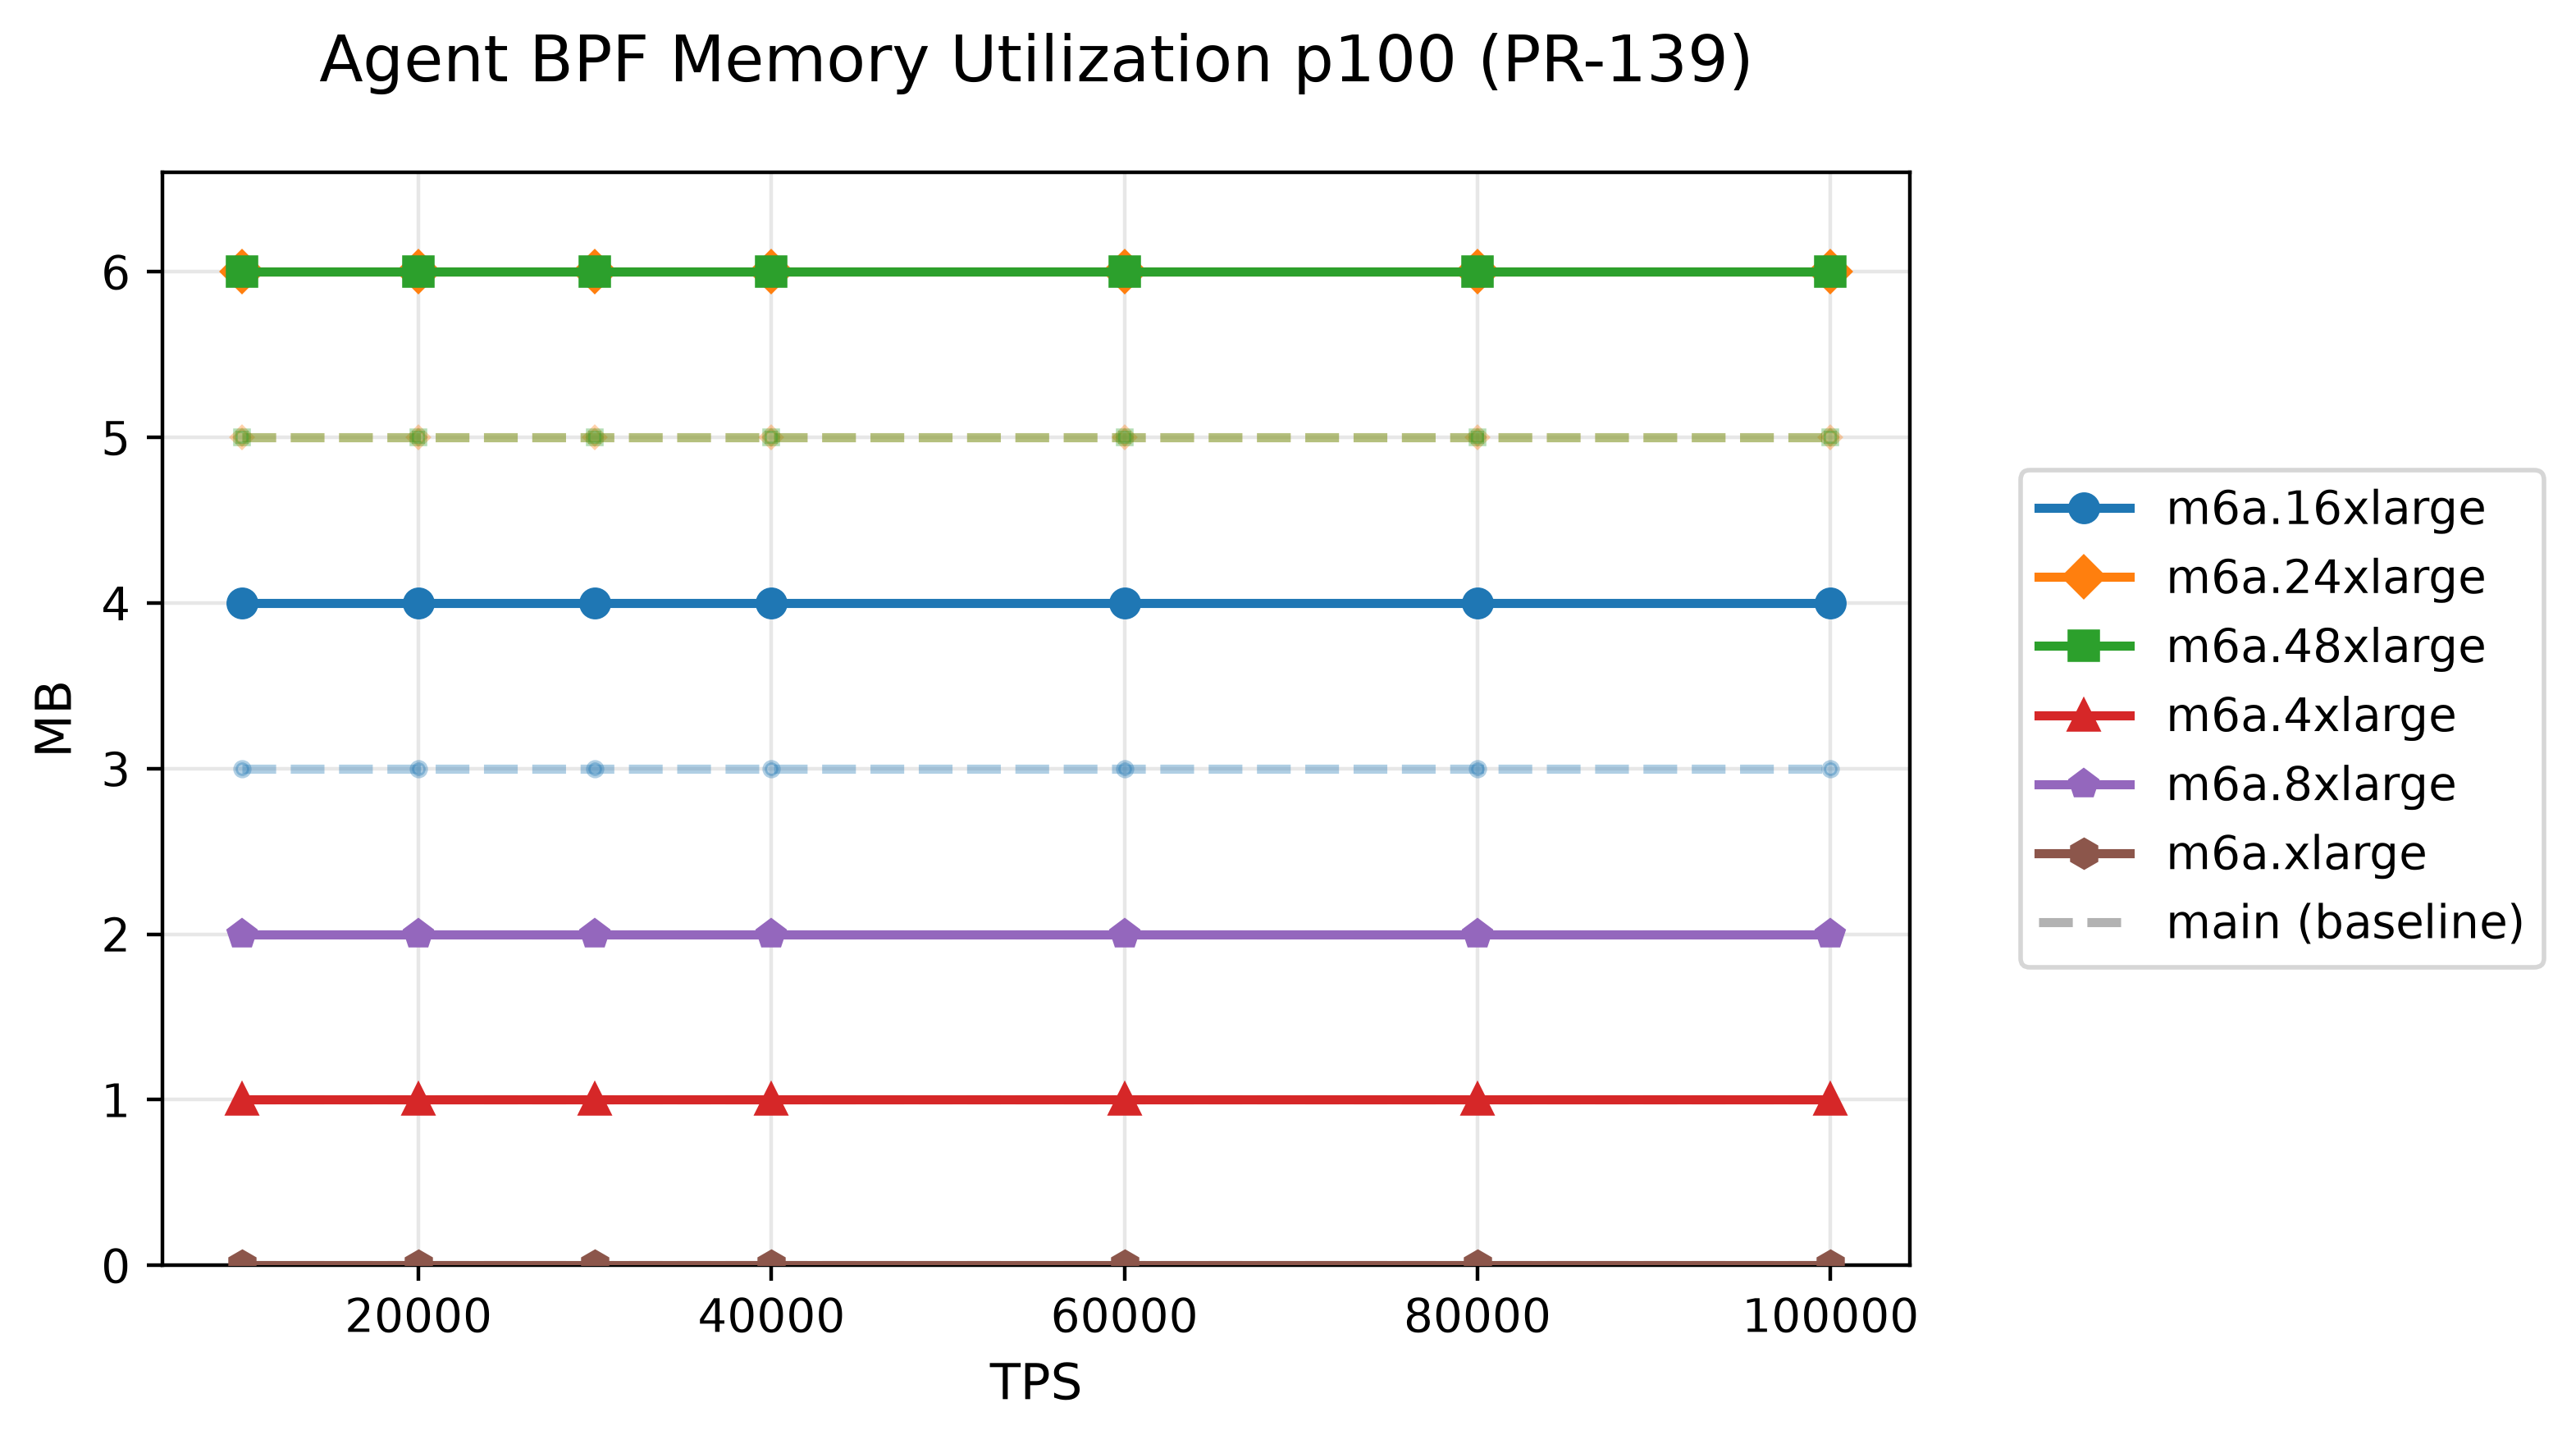 Agent BPF Memory Utilization p100 (PR-139)
6
5
4
3
2
1
0
MB
20000 40000 60000 80000 100000
TPS
m6a.16xlarge
m6a.24xlarge
m6a.48xlarge
m6a.4xlarge
m6a.8xlarge
m6a.xlarge
main (baseline)